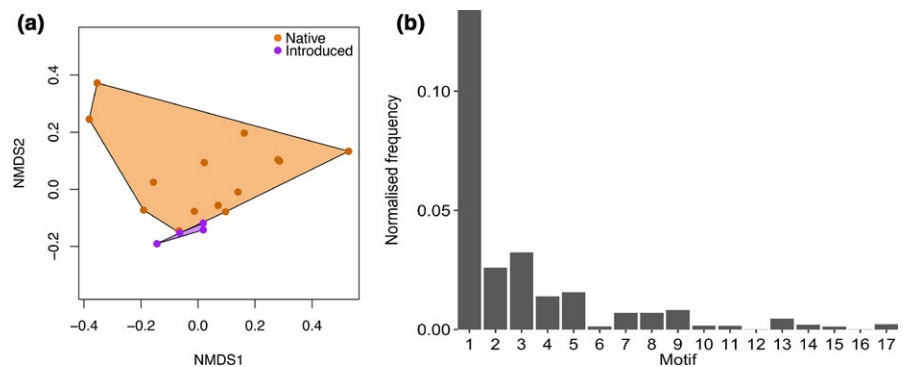 (a)
Native
Introduced
0.4
0.2
0.0
−0.2
NMDS2
−0.4 −0.2 0.0 0.2 0.4
NMDS1
(b)
0.10
0.05
0.00
Normalised frequency
1 2 3 4 5 6 7 8 9 10 11 12 13 14 15 16 17
Motif